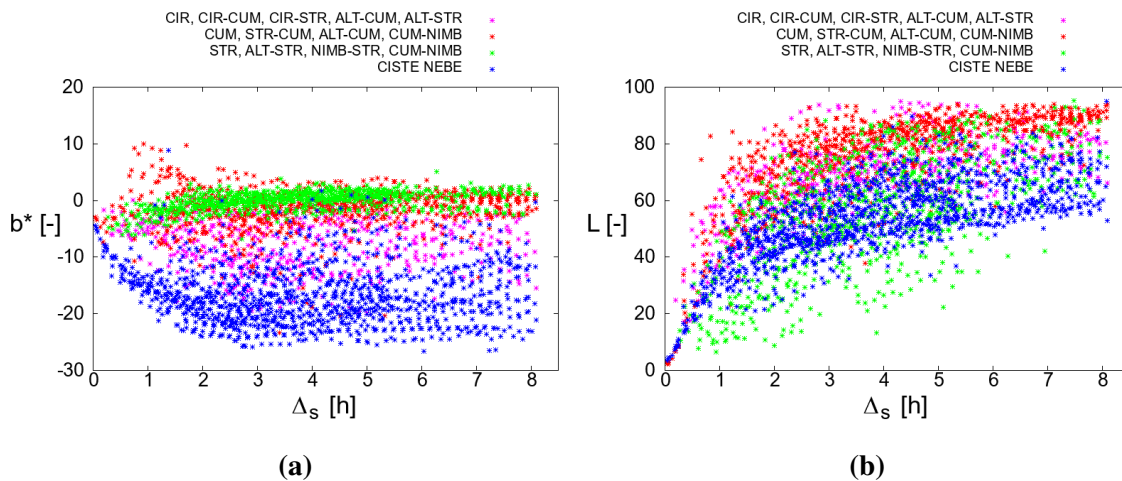 CIR, CIR-CUM, CIR-STR, ALT-CUM, ALT-STR
CUM, STR-CUM, ALT-CUM, CUM-NIMB
STR, ALT-STR, NIMB-STR, CUM-NIMB
CISTE NEBE
20
10
0
-10
-20
-30
b* [-]
0 1 2 3 4 5 6 7 8
Δs [h]
(a)
CIR, CIR-CUM, CIR-STR, ALT-CUM, ALT-STR
CUM, STR-CUM, ALT-CUM, CUM-NIMB
STR, ALT-STR, NIMB-STR, CUM-NIMB
CISTE NEBE
100
80
60
40
20
0
L [-]
0 1 2 3 4 5 6 7 8
Δs [h]
(b)